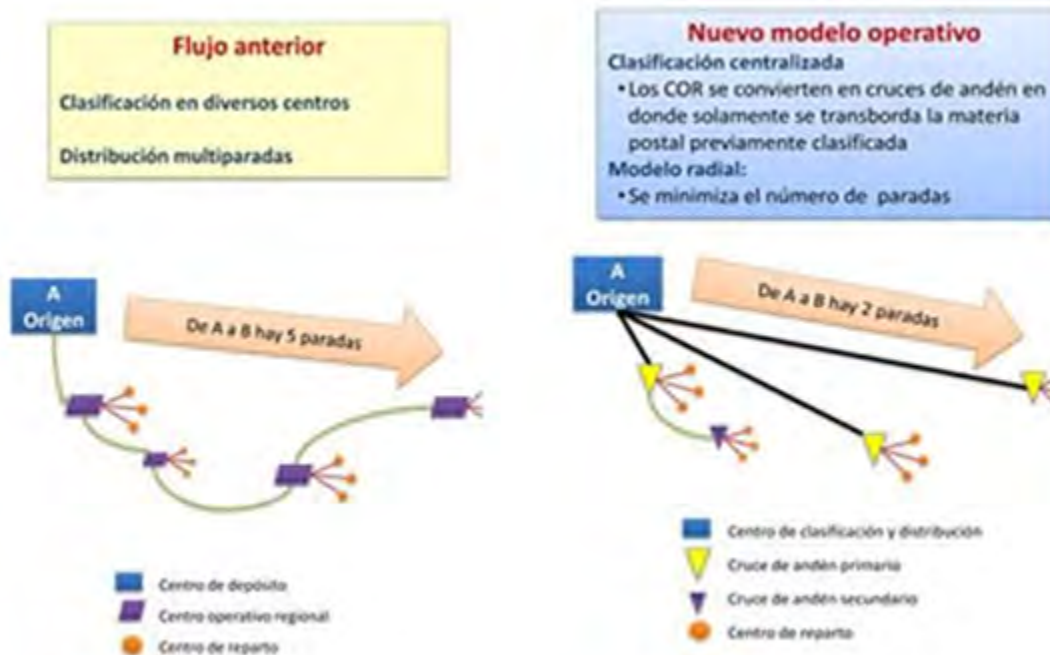 Flujo anterior
Clasificación en diversos centros
Distribución multiparadas
A
Origen
De A a B hay 5 paradas
Centro de depósito
Centro operativo regional
Centro de reparto
Nuevo modelo operativo
Clasificación centralizada
• Los COR se convierten en cruces de andén en
donde solamente se transborda la materia
postal previamente clasificada
Modelo radial:
• Se minimiza el número de paradas
A
Origen
De A a B hay 2 paradas
Centro de clasificación y distribución
Cruce de andén primario
Cruce de andén secundario
Centro de reparto